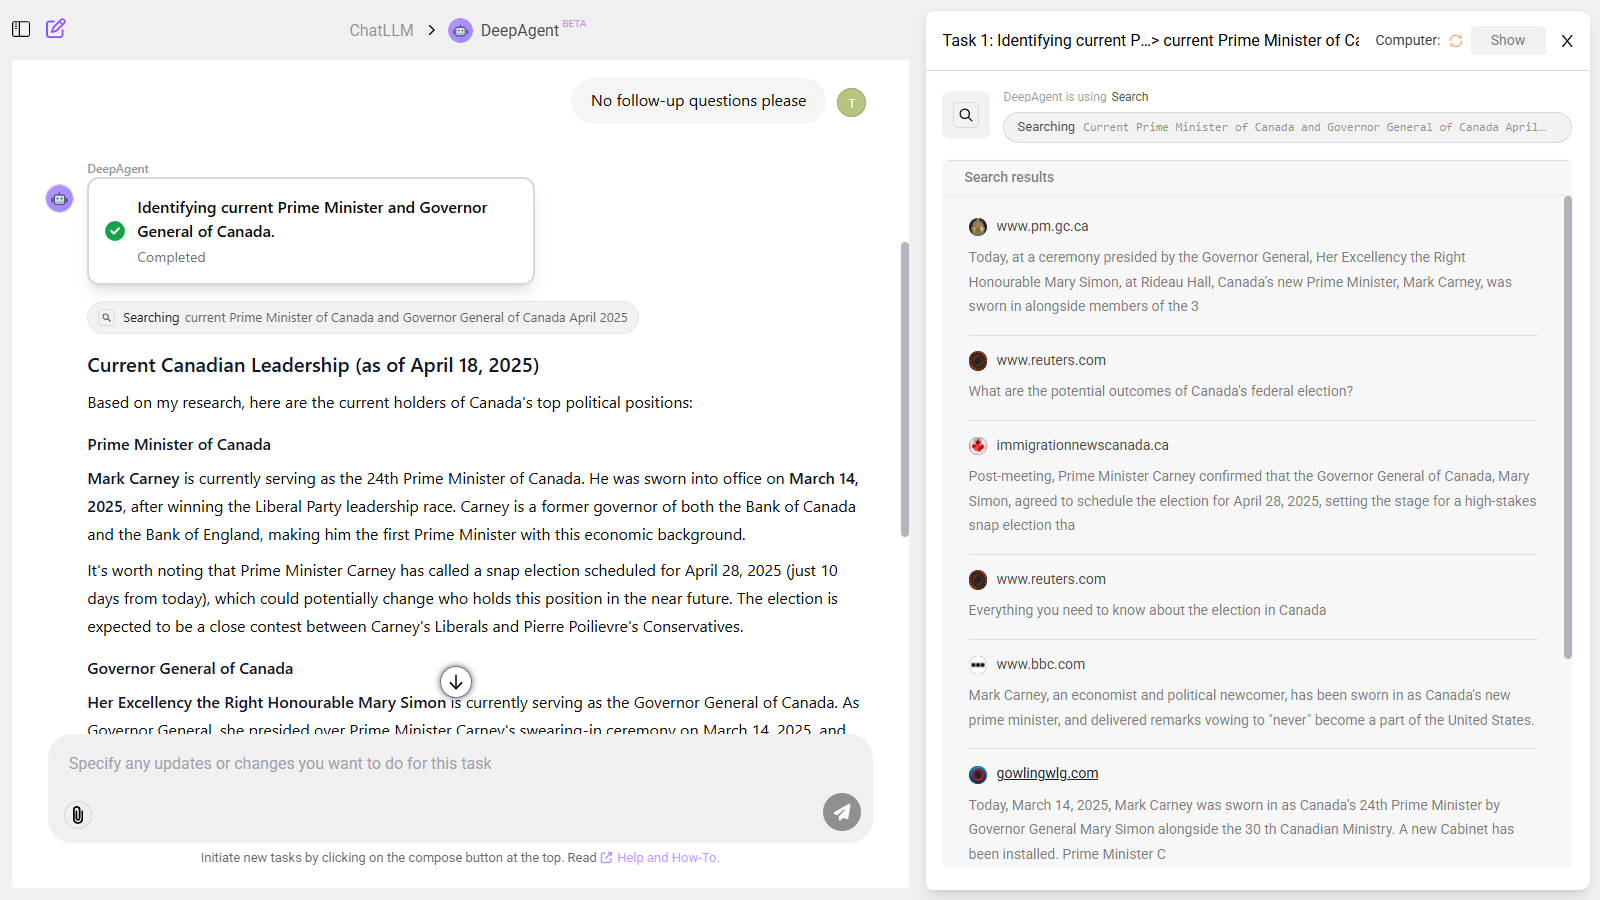 ChatLLM > DeepAgent BETA
No follow-up questions please
T
DeepAgent
Identifying current Prime Minister and Governor
General of Canada.
Completed
Searching current Prime Minister of Canada and Governor General of Canada April 2025
Current Canadian Leadership (as of April 18, 2025)
Based on my research, here are the current holders of Canada's top political positions:
Prime Minister of Canada
Mark Carney is currently serving as the 24th Prime Minister of Canada. He was sworn into office on March 14,
2025, after winning the Liberal Party leadership race. Carney is a former governor of both the Bank of Canada
and the Bank of England, making him the first Prime Minister with this economic background.
It's worth noting that Prime Minister Carney has called a snap election scheduled for April 28, 2025 (just 10
days from today), which could potentially change who holds this position in the near future. The election is
expected to be a close contest between Carney's Liberals and Pierre Poilievre's Conservatives.
Governor General of Canada
Her Excellency the Right Honourable Mary Simon is currently serving as the Governor General of Canada. As
Governor General, she presided over Prime Minister Carney's swearing-in ceremony on March 14, 2025, and
Specify any updates or changes you want to do for this task
Initiate new tasks by clicking on the compose button at the top. Read Help and How-To.
Task 1: Identifying current P...> current Prime Minister of Ca
Computer:
Show
X
DeepAgent is using Search
Searching Current Prime Minister of Canada and Governor General of Canada April...
Search results
www.pm.gc.ca
Today, at a ceremony presided by the Governor General, Her Excellency the Right
Honourable Mary Simon, at Rideau Hall, Canada's new Prime Minister, Mark Carney, was
sworn in alongside members of the 3
www.reuters.com
What are the potential outcomes of Canada's federal election?
immigrationnewscanada.ca
Post-meeting, Prime Minister Carney confirmed that the Governor General of Canada, Mary
Simon, agreed to schedule the election for April 28, 2025, setting the stage for a high-stakes
snap election tha
www.reuters.com
Everything you need to know about the election in Canada
www.bbc.com
Mark Carney, an economist and political newcomer, has been sworn in as Canada's new
prime minister, and delivered remarks vowing to "never" become a part of the United States.
gowlingwlg.com
Today, March 14, 2025, Mark Carney was sworn in as Canada's 24th Prime Minister by
Governor General Mary Simon alongside the 30 th Canadian Ministry. A new Cabinet has
been installed. Prime Minister C